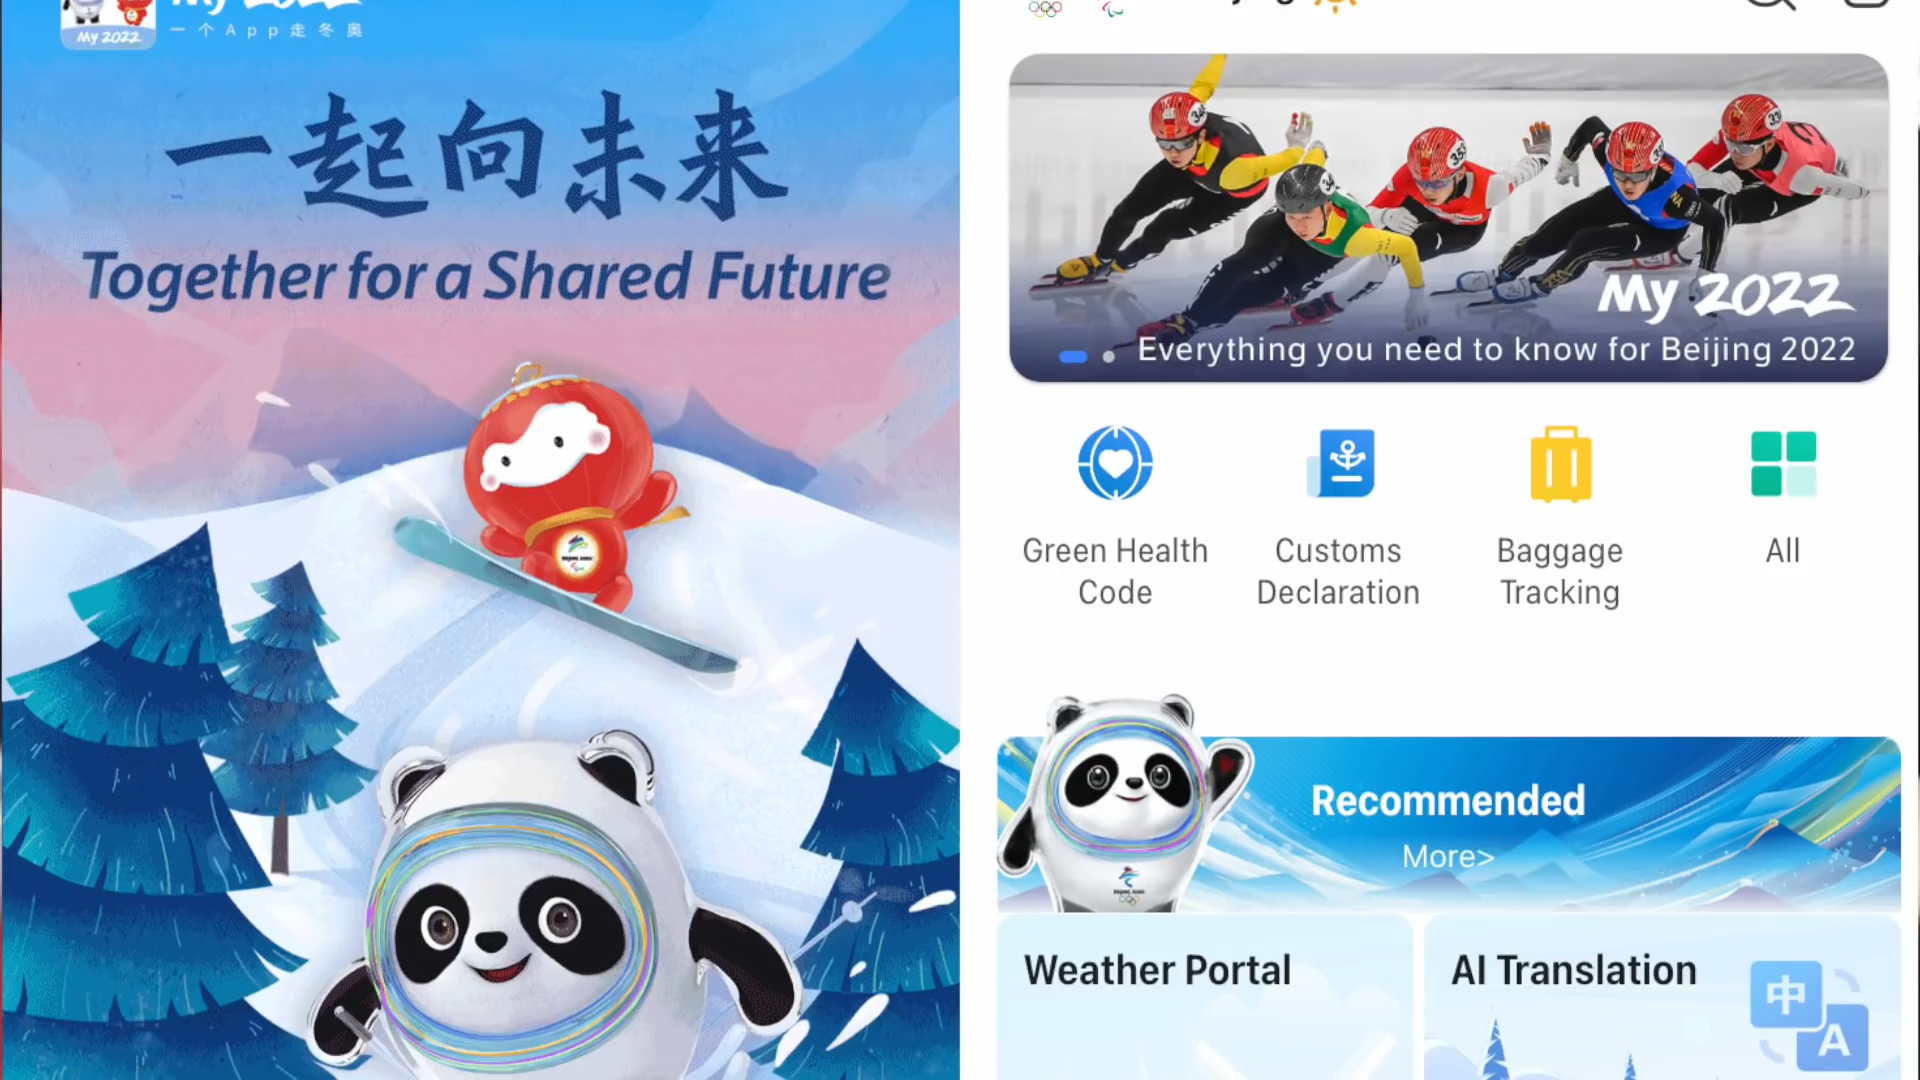 My 2022
My 2022
一个App走冬奥
一起向未来
Together for a Shared Future
My 2022
Everything you need to know for Beijing 2022
Green Health
Code
Customs
Declaration
Baggage
Tracking
All
Recommended
More>
Weather Portal
AI Translation
中
A